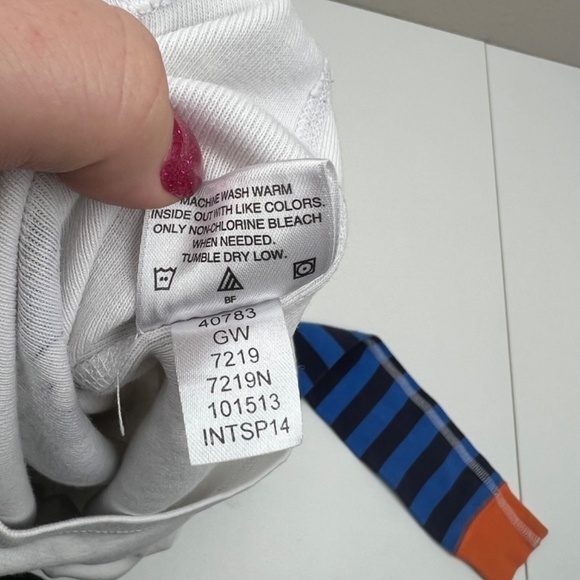 MACHINE WASH WARM
INSIDE OUT WITH LIKE COLORS.
ONLY NON-CHLORINE BLEACH
WHEN NEEDED.
TUMBLE DRY LOW.
BF
40783
GW
7219
7219N
101513
INTSP14